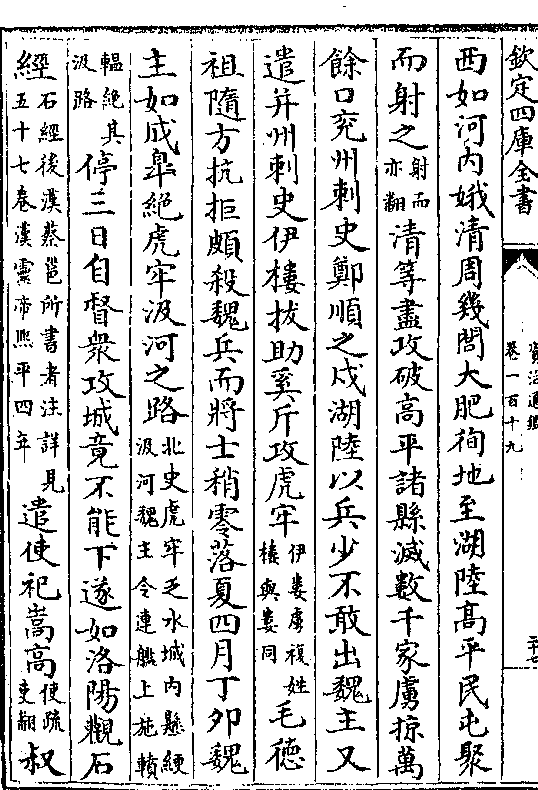 欽定四庫全書
資治通鑑
卷一百十九
西如河内娥清周幾閭大肥徇地至湖陸髙平民屯聚
而射之射而亦翻清等盡攻破髙平諸縣滅數千家虜掠萬
餘口兖州刺史鄭順之戍湖陸以兵少不敢出魏主又
遣并州刺史伊樓拔助奚斤攻虎牢伊婁虜複姓樓與婁同毛德
祖隨方抗拒頗殺魏兵而將士稍零落夏四月丁卯魏
主如成臯絶虎牢汲河之路北史虎牢乏水城内懸綆汲河魏主令連艦上施轒
轀絶其汲路停三日自督衆攻城竟不能下遂如洛陽觀石
經石經後漢蔡邕所書者注詳見五十七卷漢靈帝熙平四年遣使祀嵩髙使疏吏翻叔